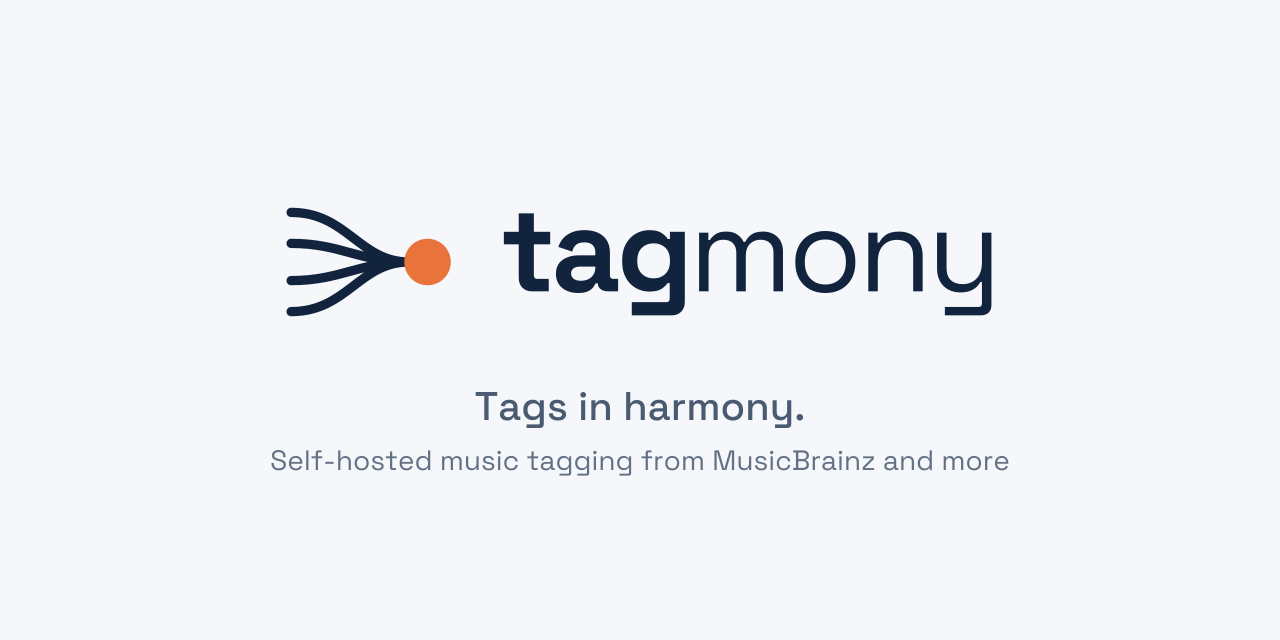 tagmony
Tags in harmony.
Self-hosted music tagging from MusicBrainz and more